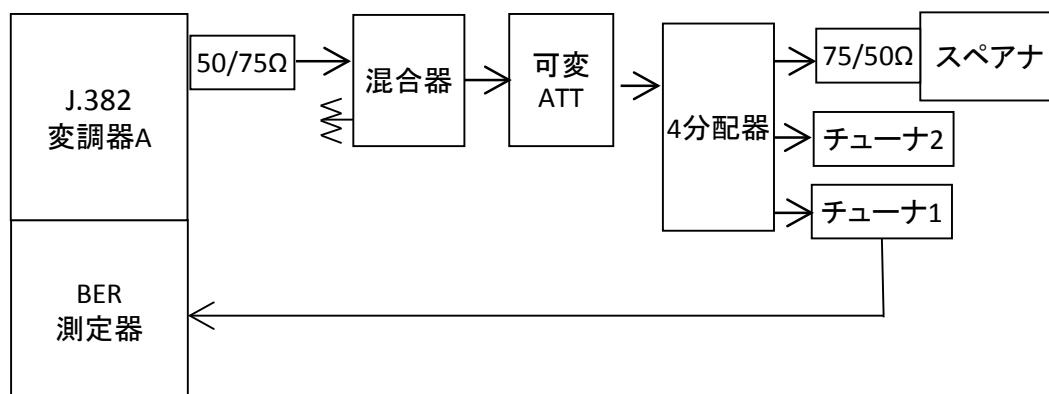 J.382
変調器A
50/75Ω
混合器
可変
ATT
4分配器
75/50Ω
スペアナ
チューナ2
チューナ1
BER
測定器